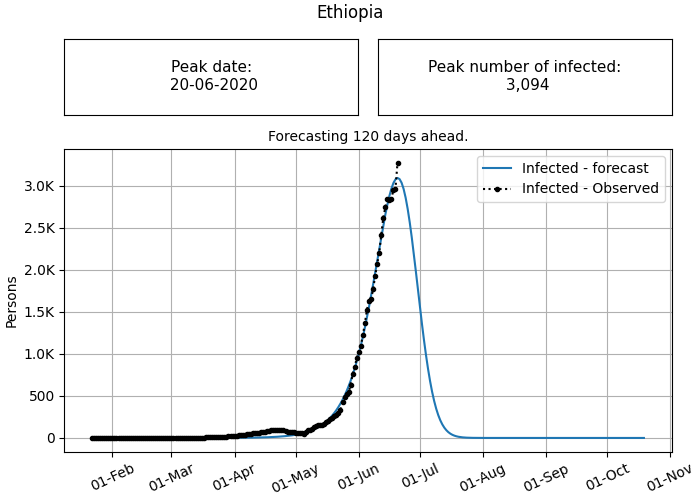 Ethiopia
Peak date:
20-06-2020
Peak number of infected:
3,094
Forecasting 120 days ahead.
Infected - forecast
Infected - Observed
Persons
3.0K
2.5K
2.0K
1.5K
1.0K
500
0
01-Feb
01-Mar
01-Apr
01-May
01-Jun
01-Jul
01-Aug
01-Sep
01-Oct
01-Nov